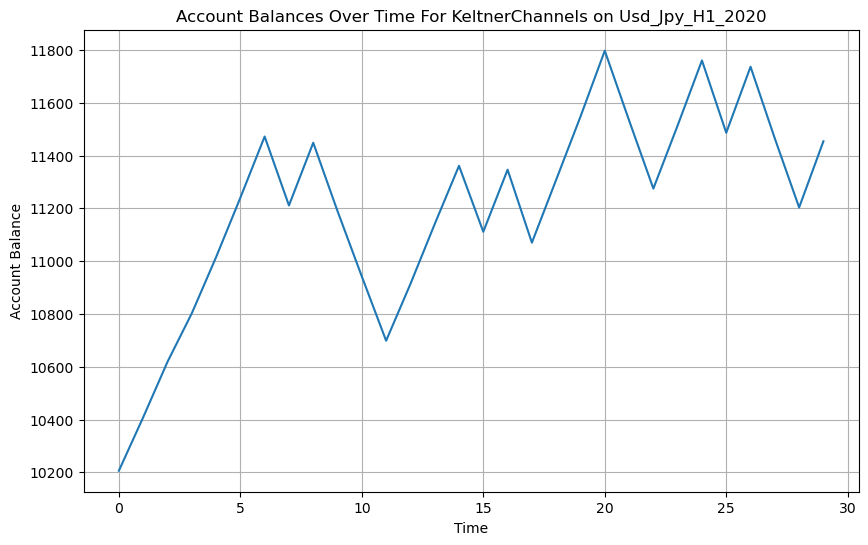 Account Balances Over Time For KeltnerChannels on Usd_Jpy_H1_2020
11800
11600
11400
11200
11000
10800
10600
10400
10200
Account Balance
0 5 10 15 20 25 30
Time